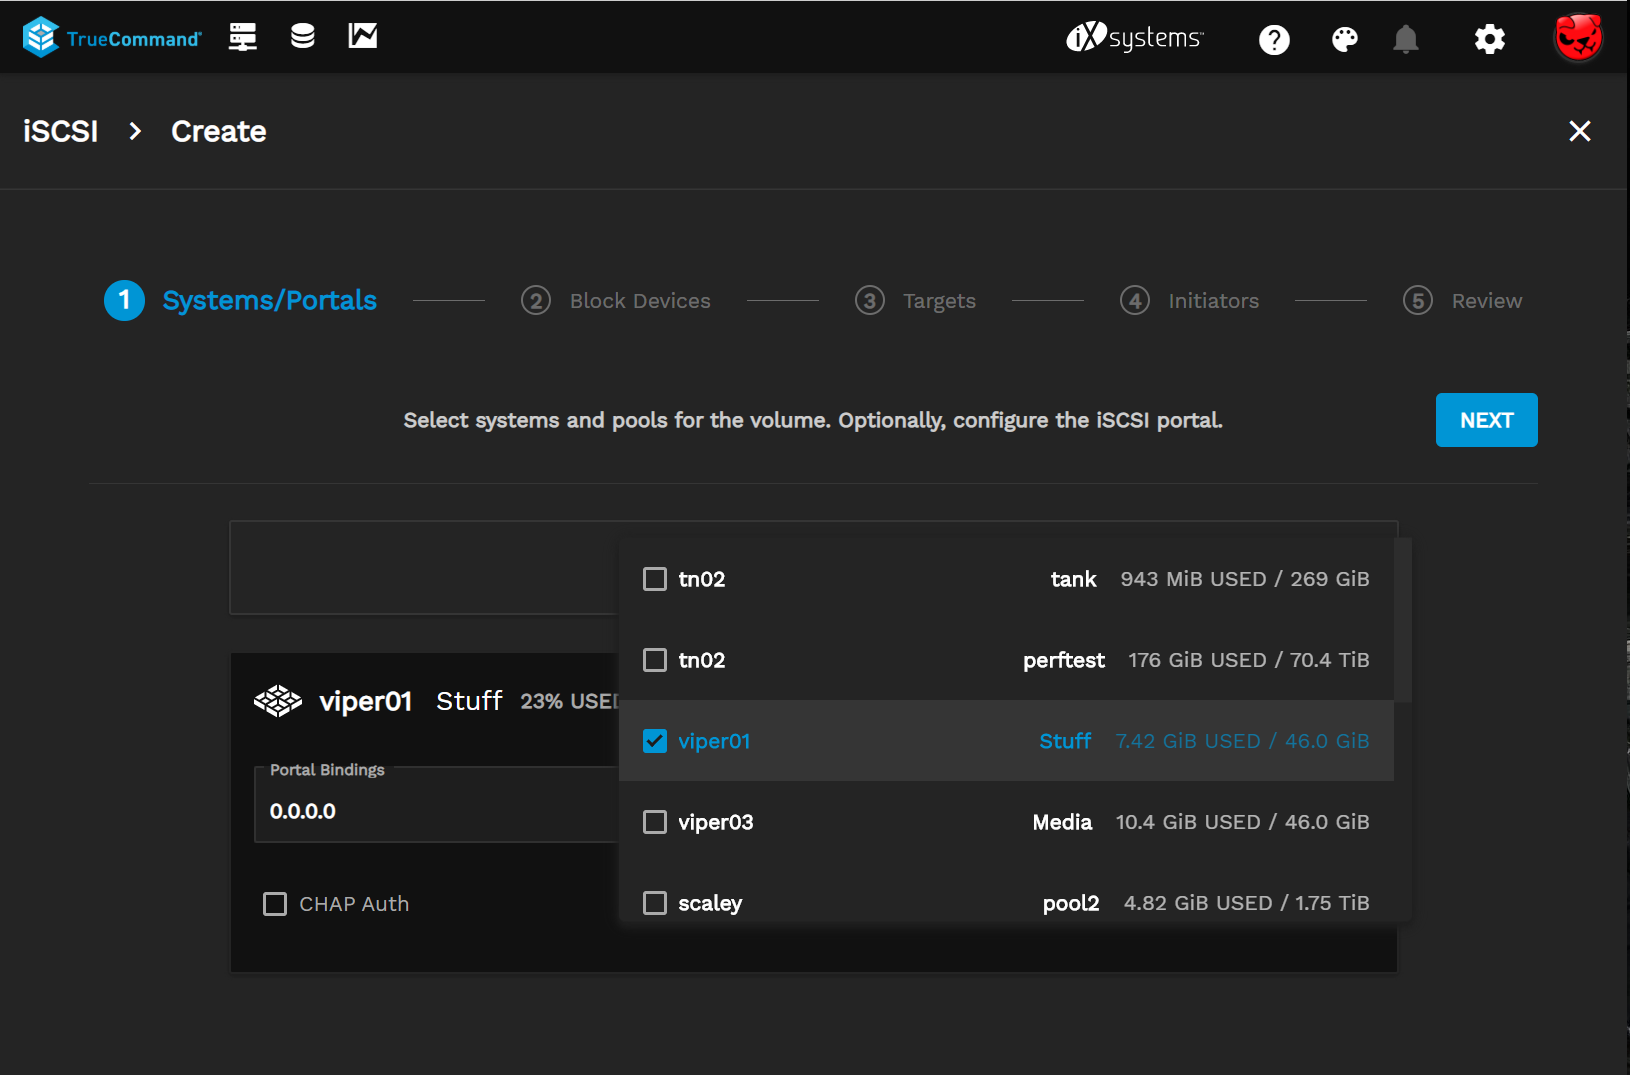 TrueCommand
iXsystems
iSCSI > Create
1 Systems/Portals 2 Block Devices 3 Targets 4 Initiators 5 Review
Select systems and pools for the volume. Optionally, configure the iSCSI portal.
NEXT
tn02 tank 943 MiB USED / 269 GiB
tn02 perftest 176 GiB USED / 70.4 TiB
viper01 Stuff 23% USED
viper01 Stuff 7.42 GiB USED / 46.0 GiB
Portal Bindings
0.0.0.0
viper03 Media 10.4 GiB USED / 46.0 GiB
CHAP Auth
scaley pool2 4.82 GiB USED / 1.75 TiB